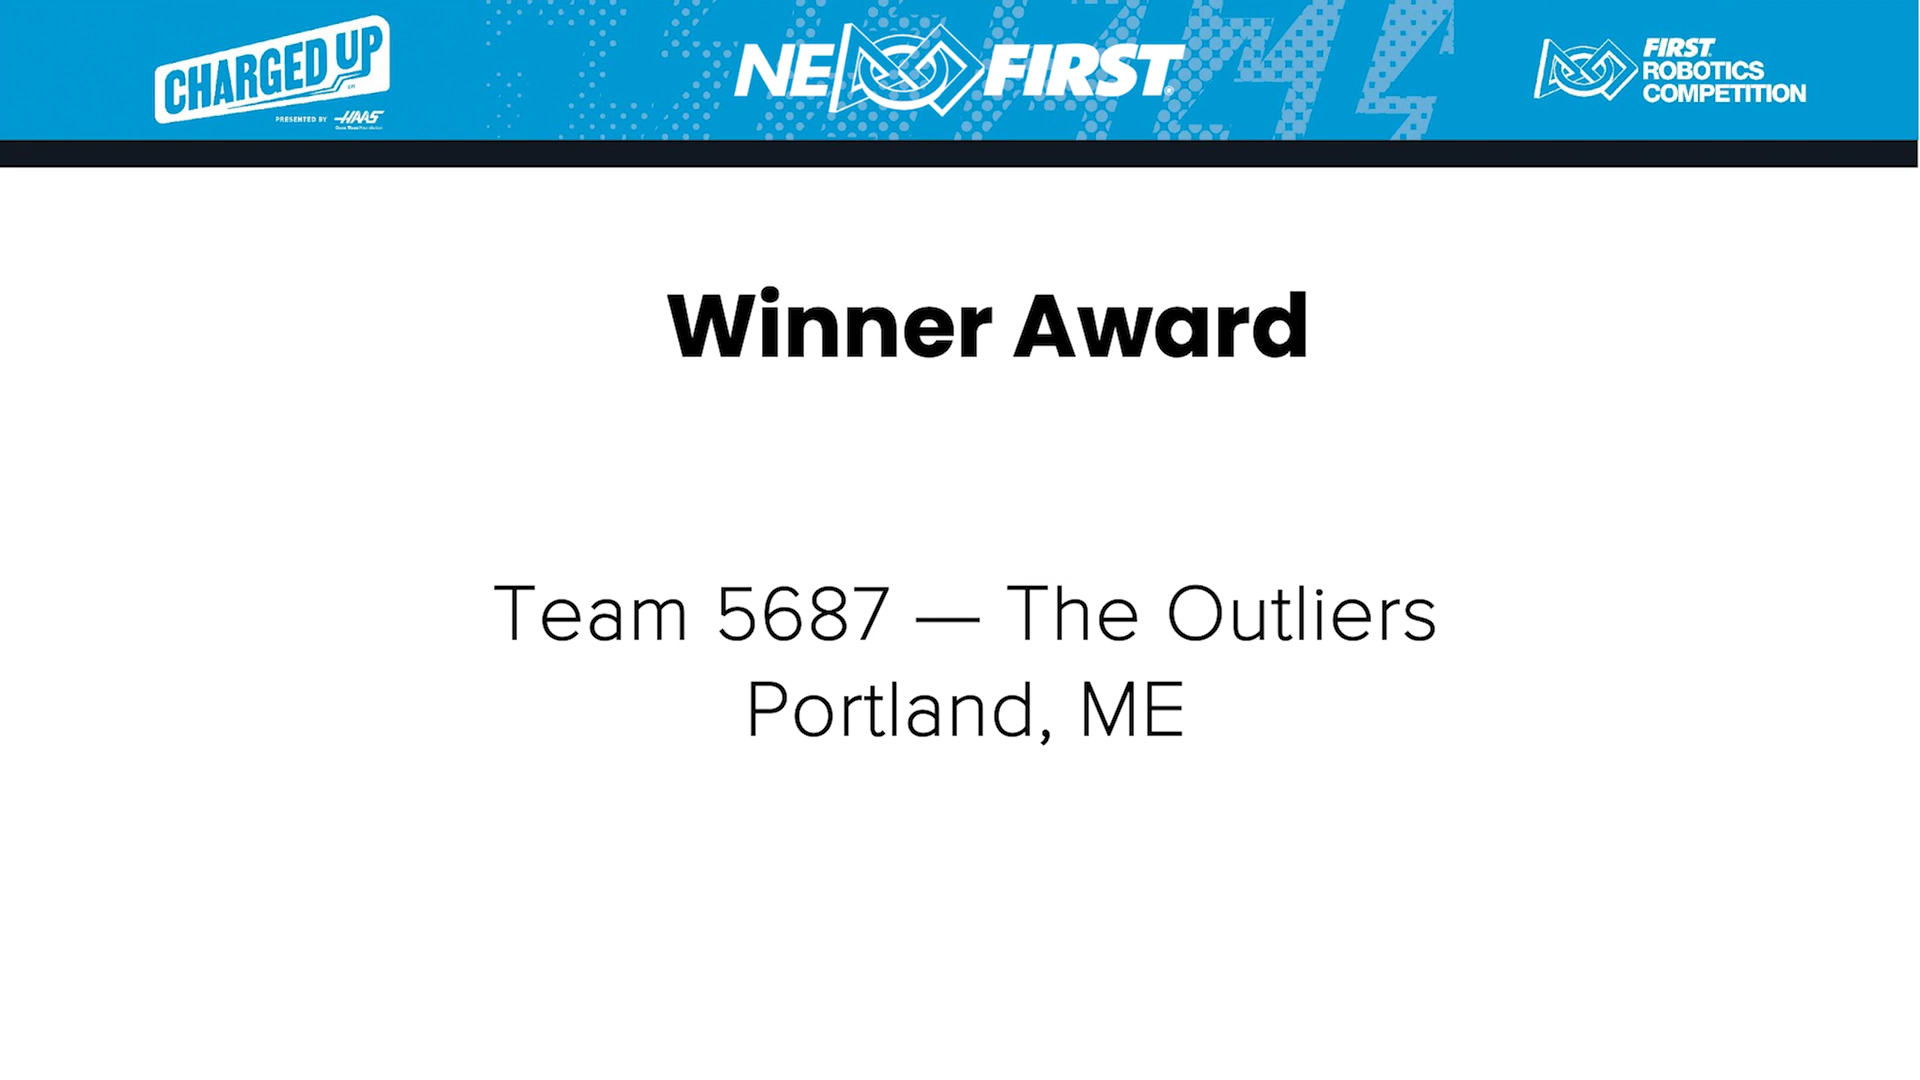 CHARGED UP
PRESENTED BY HAAS
NE FIRST
FIRST
ROBOTICS
COMPETITION
Winner Award
Team 5687 — The Outliers
Portland, ME